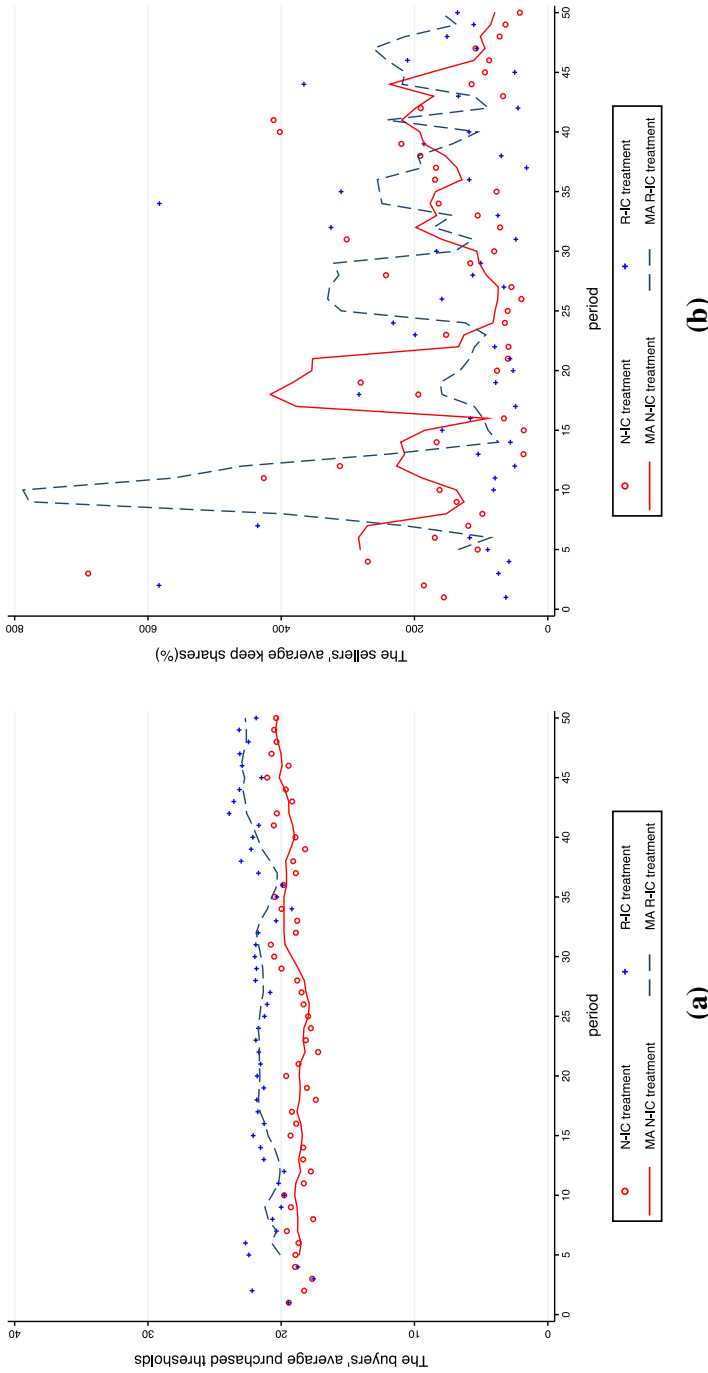 The buyers' average purchased thresholds
40
30
20
10
0
0 5 10 15 20 25 30 35 40 45 50
period
N-IC treatment R-IC treatment
MA N-IC treatment MA R-IC treatment
(a)
The sellers' average keep shares(%)
800
600
400
200
0
0 5 10 15 20 25 30 35 40 45 50
period
N-IC treatment R-IC treatment
MA N-IC treatment MA R-IC treatment
(b)